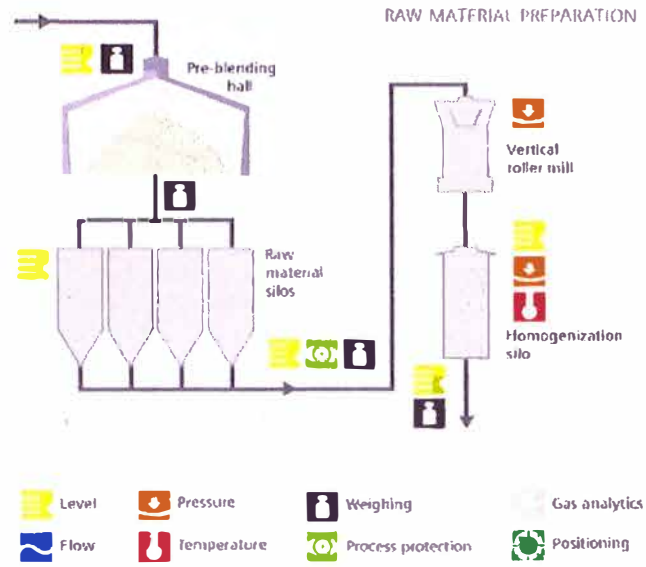 RAW MATERIAL PREPARATION
Pre-blending
hall
Vertical
roller mill
Raw
material
silos
Homogenization
silo
Level
Pressure
Weighing
Gas analytics
Flow
Temperature
Process protection
Positioning